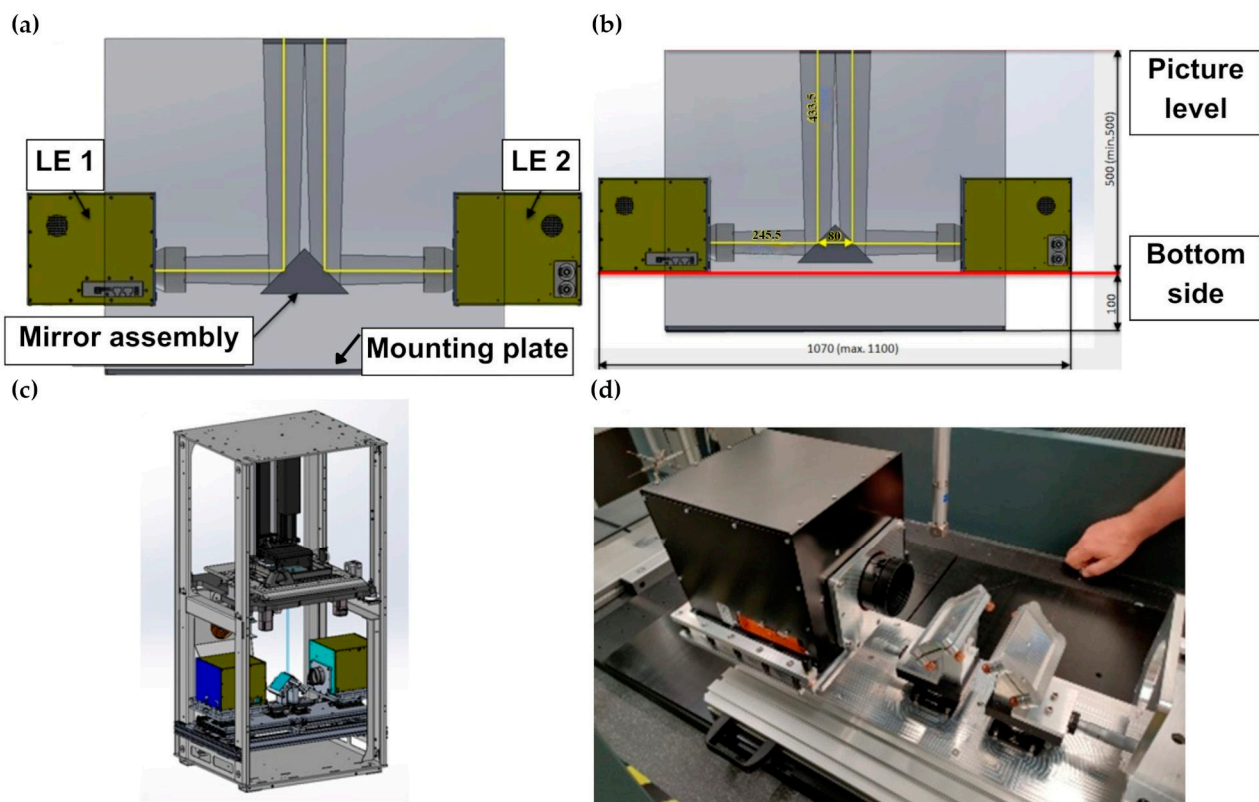 (a)
LE 1
LE 2
Mirror assembly
Mounting plate
(b)
433.5
245.5
80
500 (min.500)
100
1070 (max. 1100)
Picture
level
Bottom
side
(c)
(d)